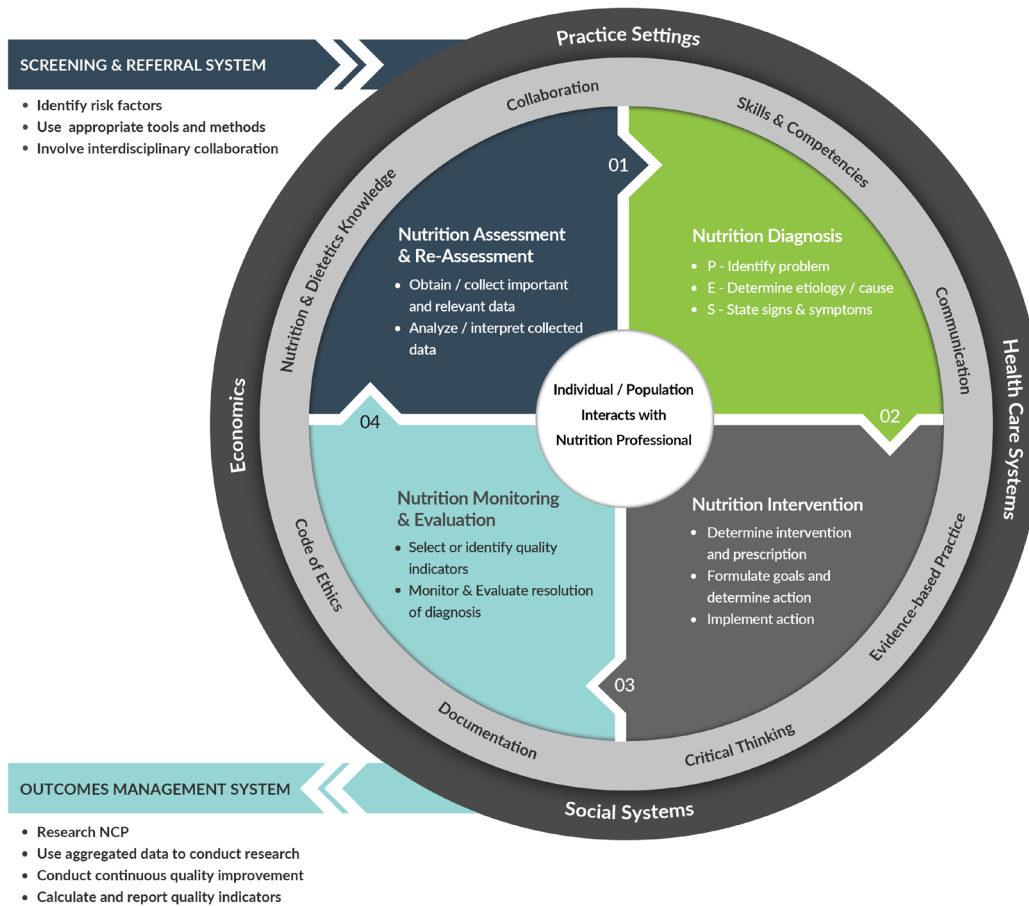 Practice Settings
SCREENING & REFERRAL SYSTEM
• Identify risk factors
• Use  appropriate tools and methods
• Involve interdisciplinary collaboration
Collaboration
Skills & Competencies
Nutrition & Dietetics Knowledge
Communication
Economics
Health Care Systems
Code of Ethics
Evidence-based Practice
Documentation
Critical Thinking
Social Systems
01
Nutrition Assessment
& Re-Assessment
• Obtain / collect important
and relevant data
• Analyze / interpret collected
data
Nutrition Diagnosis
• P - Identify problem
• E - Determine etiology / cause
• S - State signs & symptoms
02
Individual / Population
Interacts with
Nutrition Professional
Nutrition Intervention
• Determine intervention
and prescription
• Formulate goals and
determine action
• Implement action
03
04
Nutrition Monitoring
& Evaluation
• Select or identify quality
indicators
• Monitor & Evaluate resolution
of diagnosis
OUTCOMES MANAGEMENT SYSTEM
• Research NCP
• Use aggregated data to conduct research
• Conduct continuous quality improvement
• Calculate and report quality indicators